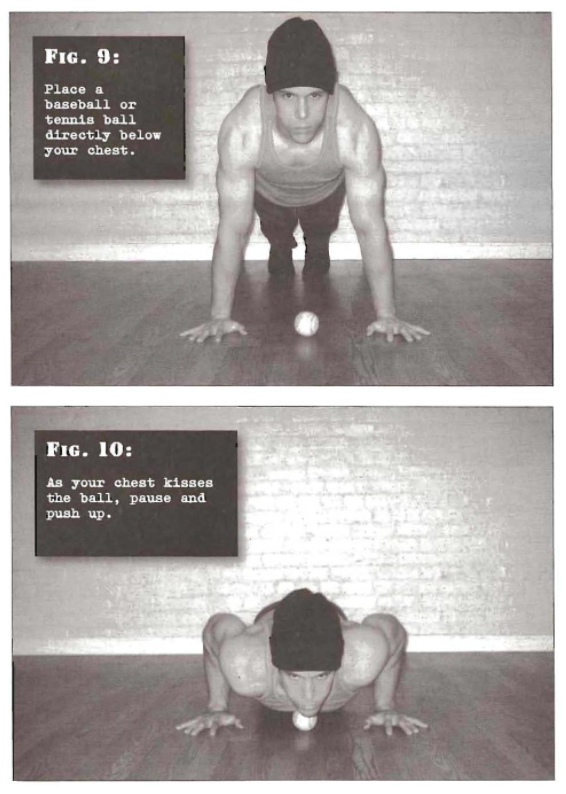 FIG. 9:
Place a
baseball or
tennis ball
directly below
your chest.
FIG. 10:
As your chest kisses
the ball, pause and
push up.